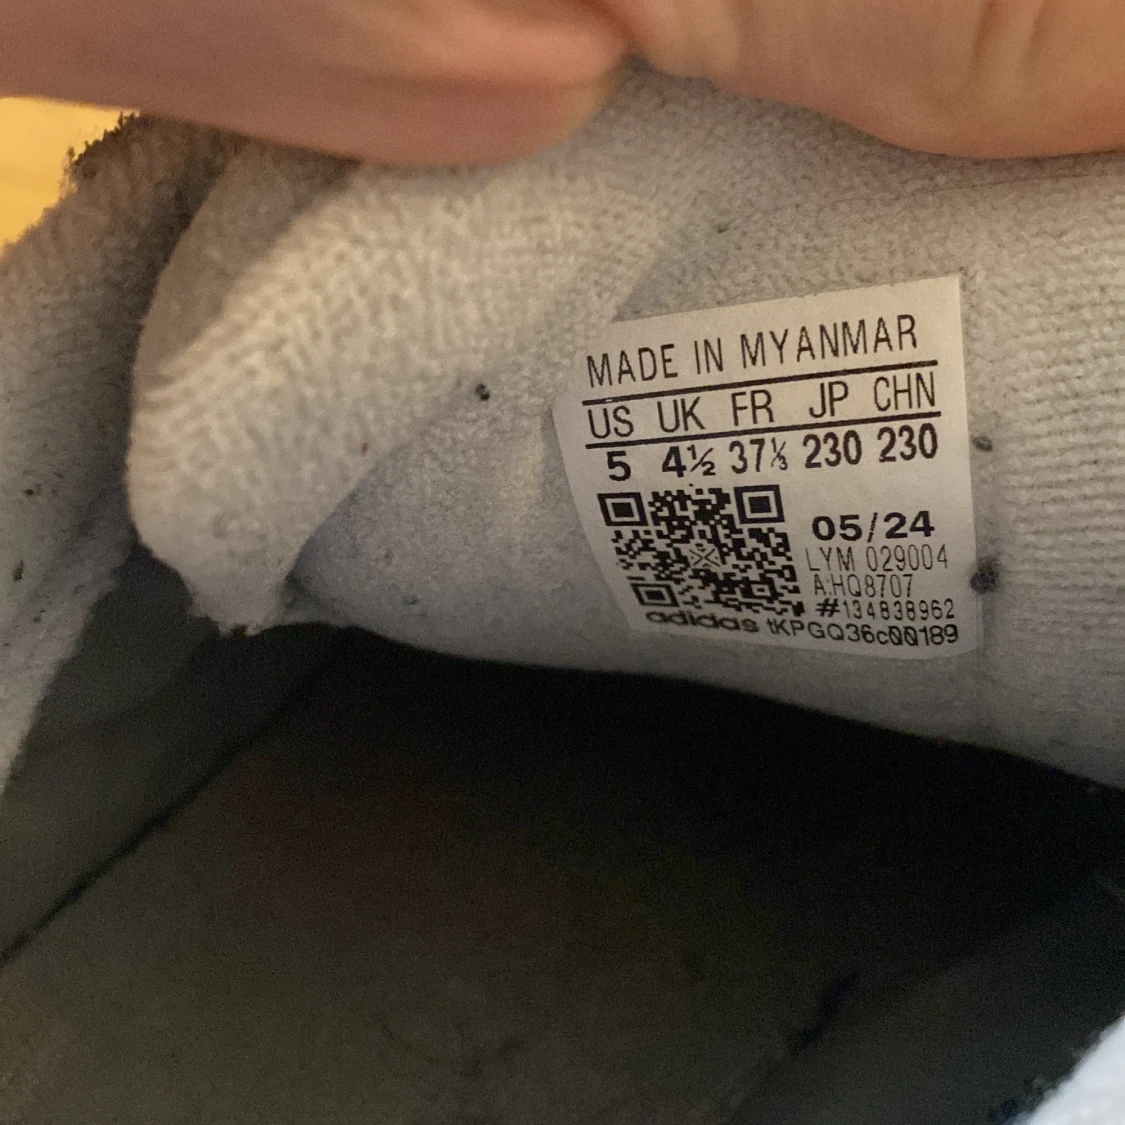 MADE IN MYANMAR
US UK FR JP CHN
5 4½ 37⅓ 230 230
05/24
LYM 029004
A:HQ8707
#134838962
adidas tKPGQ36c00189